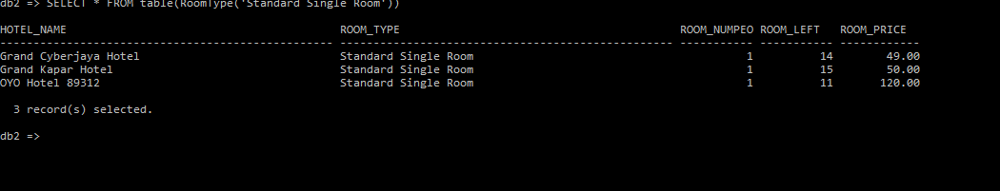 db2 => SELECT * FROM table(RoomType('Standard Single Room'))
HOTEL_NAME ROOM_TYPE ROOM_NUMPEO ROOM_LEFT ROOM_PRICE
-------------------------------------------------- -------------------------------------------------- ----------- ----------- ------------
Grand Cyberjaya Hotel Standard Single Room 1 14 49.00
Grand Kapar Hotel Standard Single Room 1 15 50.00
OYO Hotel 89312 Standard Single Room 1 11 120.00
3 record(s) selected.
db2 =>